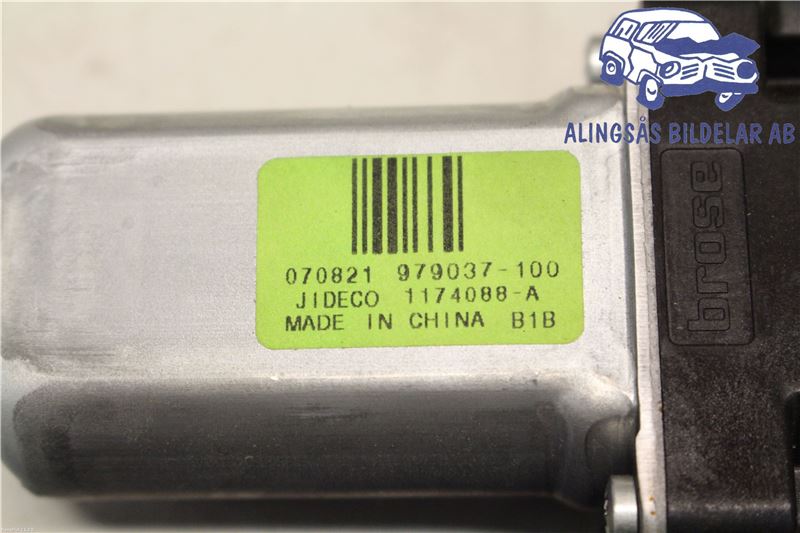 ALINGSÅS BILDELAR AB
brose
070821 979037-100
JIDECO 1174088-A
MADE IN CHINA B1B